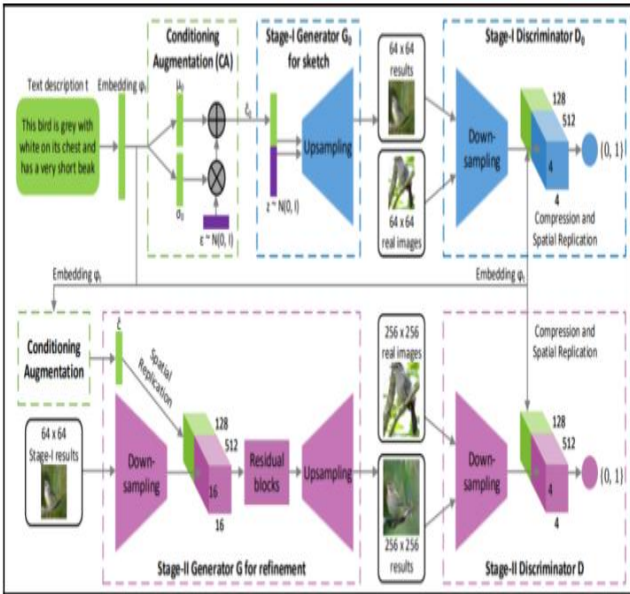 Conditioning
Augmentation (CA)
Stage-I Generator G₀
for sketch
Stage-I Discriminator D₀
Text description t
Embedding φₜ
This bird is grey with
white on its chest and
has a very short beak
μ₀
σ₀
ε ~ N(0, I)
ĉ₀
z ~ N(0, I)
Upsampling
64 x 64
results
64 x 64
real images
Down-
sampling
128
512
4
4
{0, 1}
Compression and
Spatial Replication
Embedding φₜ
Embedding φₜ
Conditioning
Augmentation
ĉ
Spatial
Replication
64 x 64
Stage-I results
Down-
sampling
128
512
16
16
Residual
blocks
Upsampling
256 x 256
real images
256 x 256
results
Compression and
Spatial Replication
Down-
sampling
128
512
4
4
{0, 1}
Stage-II Generator G for refinement
Stage-II Discriminator D